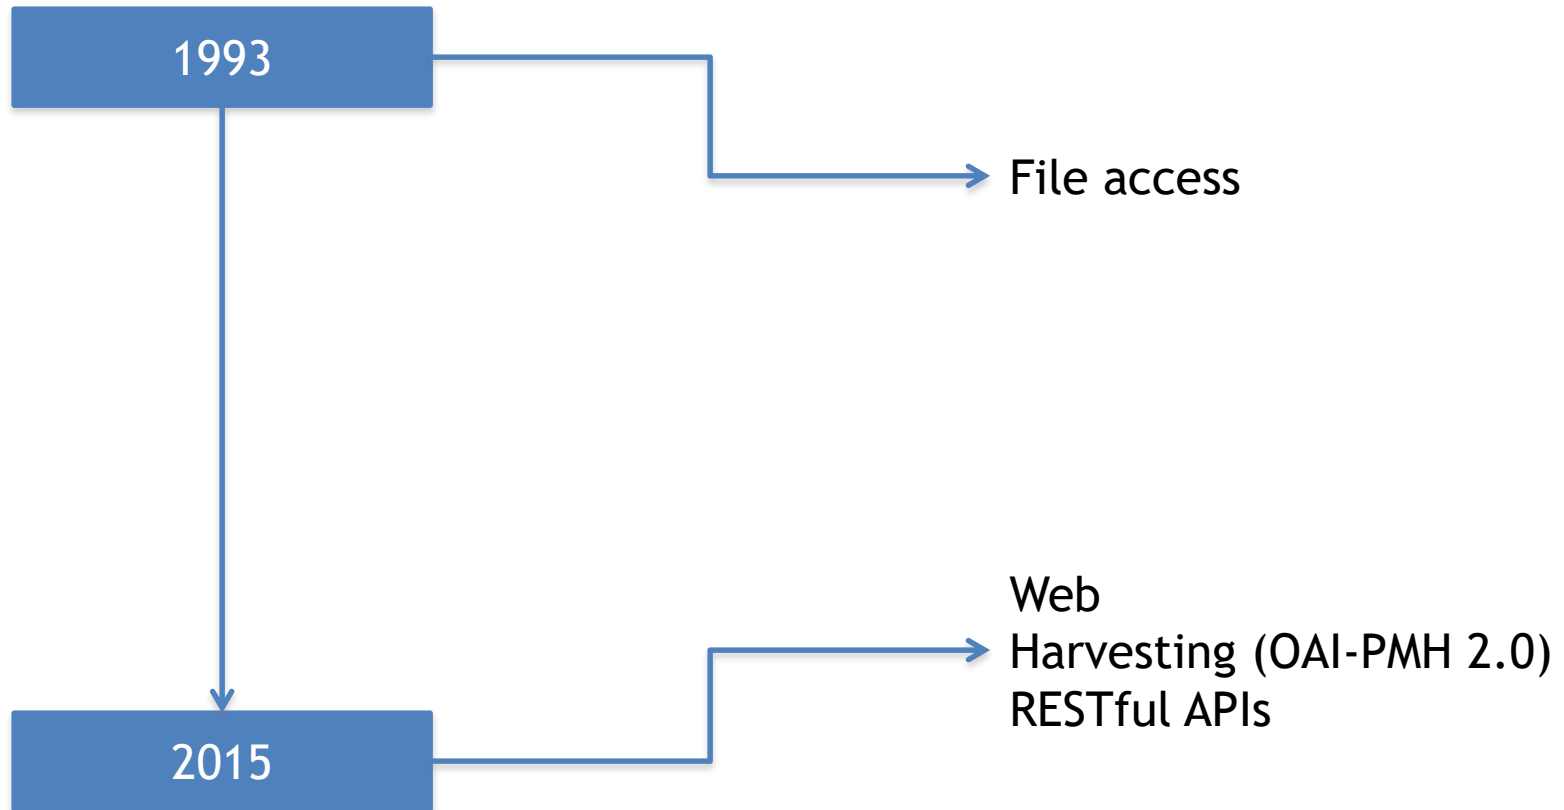 1993
File access
Web
Harvesting (OAI-PMH 2.0)
RESTful APIs
2015